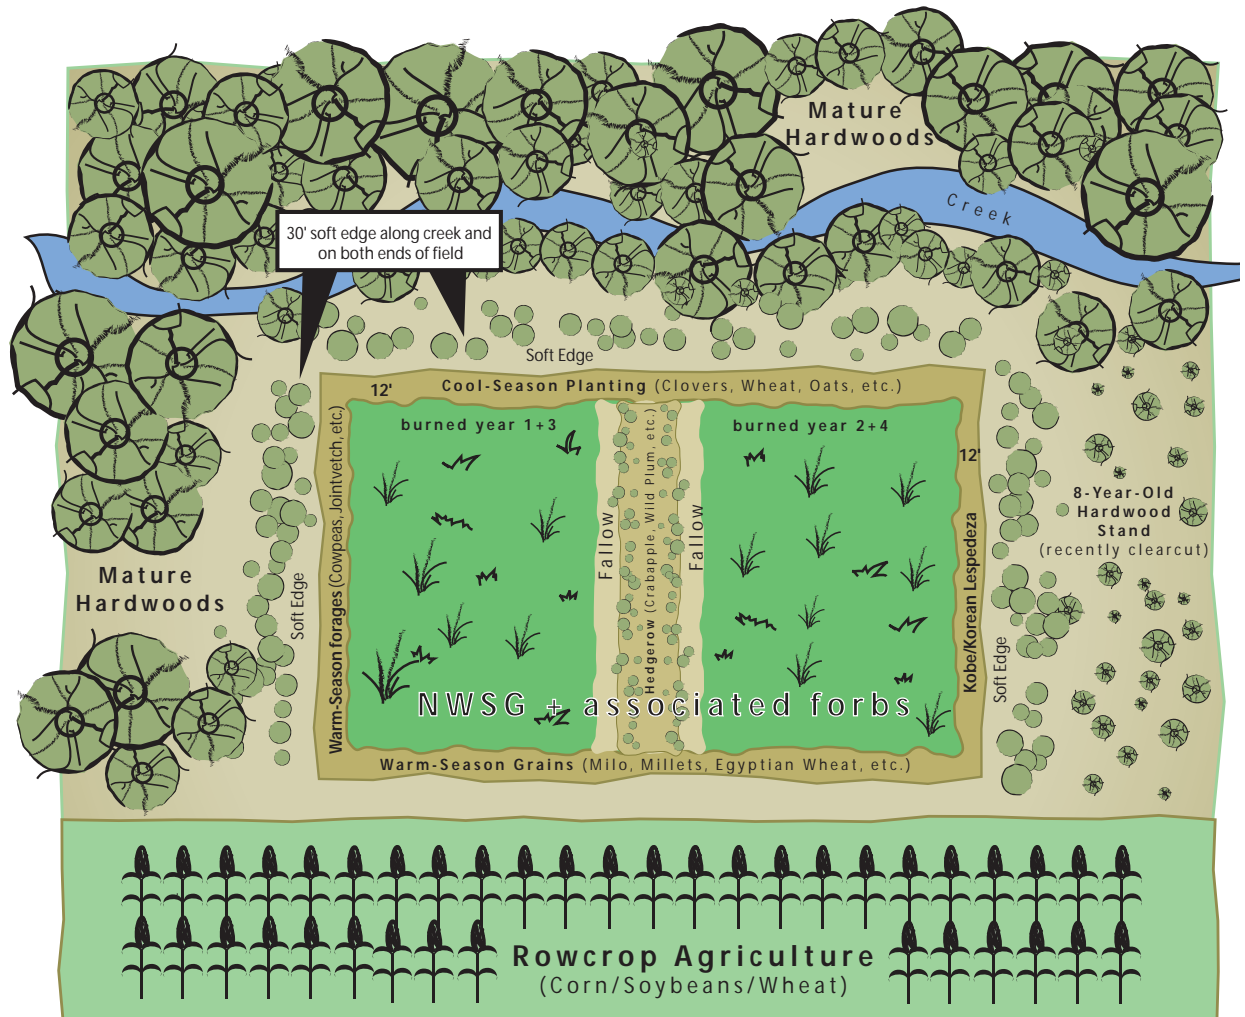 Mature
Hardwoods
Creek
30' soft edge along creek and
on both ends of field
Soft Edge
12'
Cool-Season Planting (Clovers, Wheat, Oats, etc.)
burned year 1+3
burned year 2+4
12'
Warm-Season forages (Cowpeas, Jointvetch, etc)
Fallow
Hedgerow (Crabapple, Wild Plum, etc.)
Fallow
Kobe/Korean Lespedeza
8-Year-Old
Hardwood
Stand
(recently clearcut)
Mature
Hardwoods
Soft Edge
Soft Edge
NWSG + associated forbs
Warm-Season Grains (Milo, Millets, Egyptian Wheat, etc.)
Rowcrop Agriculture
(Corn/Soybeans/Wheat)